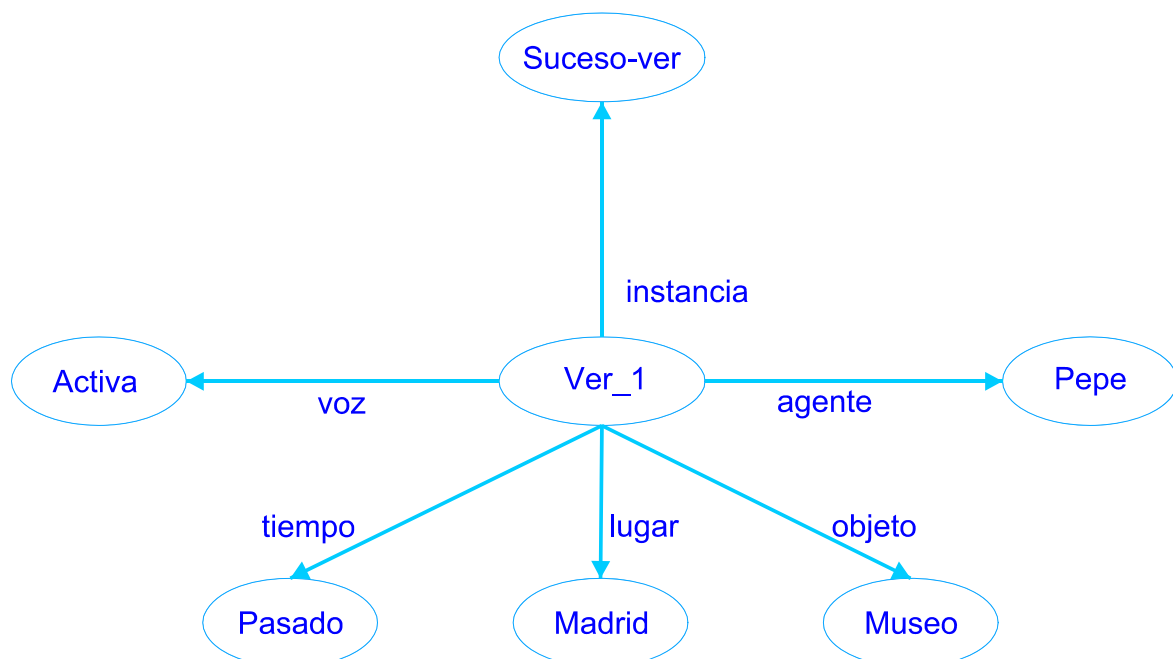 Suceso-ver
instancia
Activa
voz
Ver_1
agente
Pepe
tiempo
lugar
objeto
Pasado
Madrid
Museo